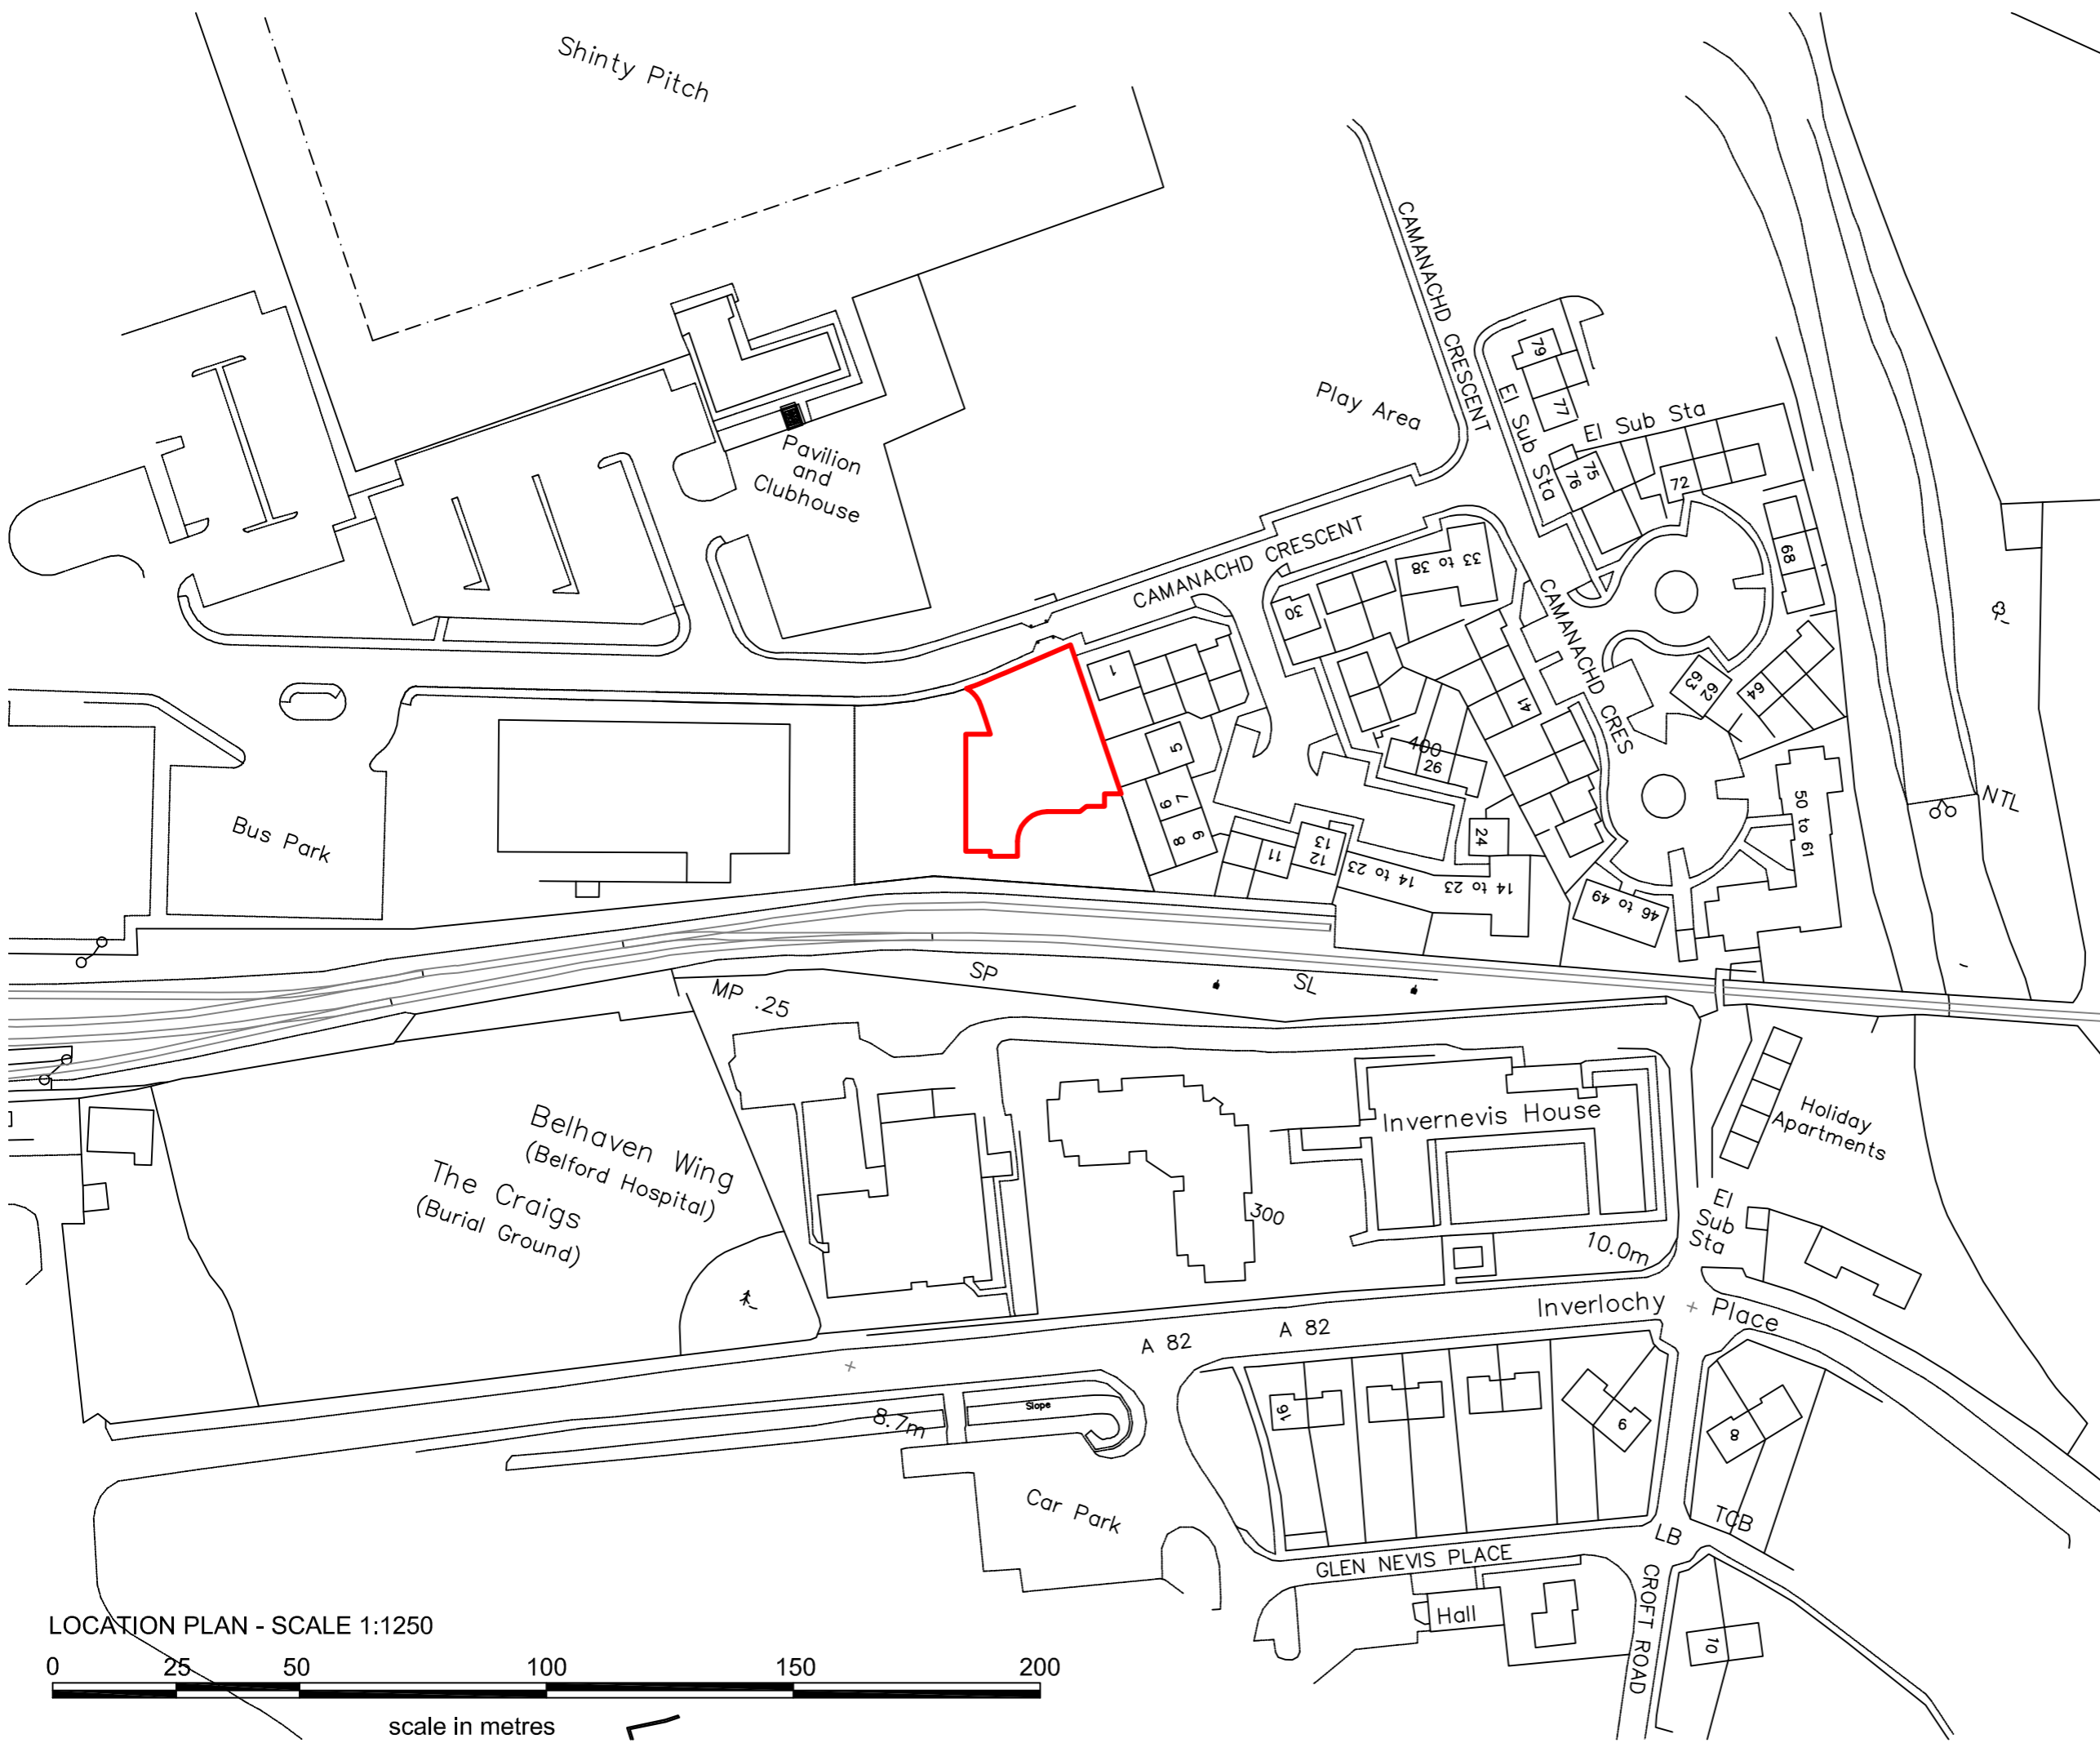 Shinty Pitch
CAMANACHD CRESCENT
Play Area
79
77
El Sub Sta
El Sub Sta
75
76
72
68
Pavilion
and
Clubhouse
CAMANACHD CRESCENT
33 to 38
30
CAMANACHD CRES
62
63
64
41
1
5
400
26
7
6
9
8
11
13
12
24
14 to 23
14 to 23
50 to 61
46 to 49
NTL
Bus Park
SP
SL
MP .25
Belhaven Wing
(Belford Hospital)
The Craigs
(Burial Ground)
Invernevis House
Holiday
Apartments
300
10.0m
El
Sub
Sta
Inverlochy Place
A 82
A 82
8.7m
Slope
Car Park
16
9
8
TCB
LB
GLEN NEVIS PLACE
Hall
CROFT ROAD
10
LOCATION PLAN - SCALE 1:1250
0 25 50 100 150 200
scale in metres